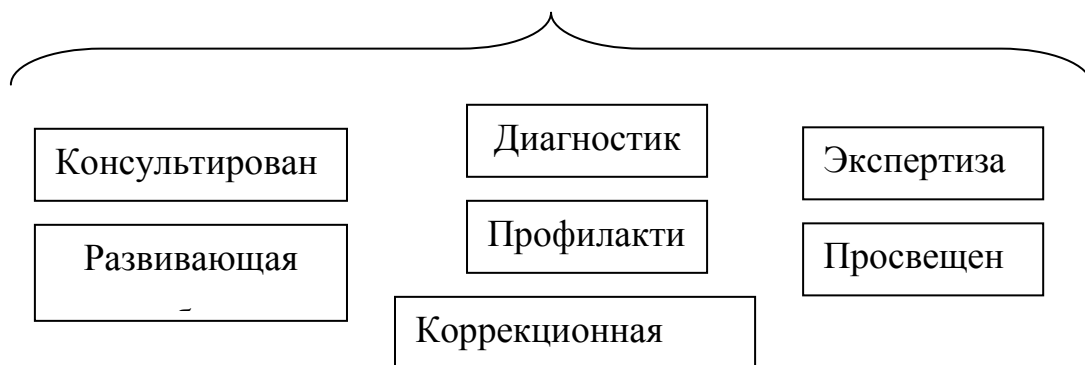 Консультирован
Диагностик
Экспертиза
Развивающая
Профилакти
Просвещен
Коррекционная